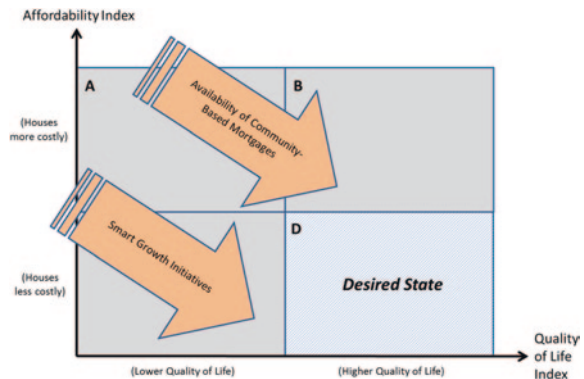 Affordability Index
A
B
(Houses
more costly)
Availability of Community-
Based Mortgages
D
(Houses
less costly)
Smart Growth Initiatives
Desired State
Quality-
of Life
Index
(Lower Quality of Life)
(Higher Quality of Life)